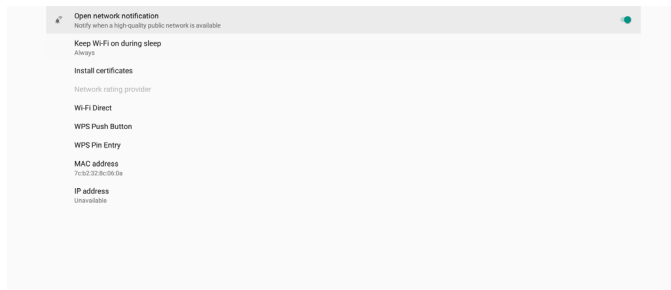 Open network notification
Notify when a high-quality public network is available
Keep Wi-Fi on during sleep
Always
Install certificates
Network rating provider
Wi-Fi Direct
WPS Push Button
WPS Pin Entry
MAC address
7c:b2:32:8c:06:0a
IP address
Unavailable